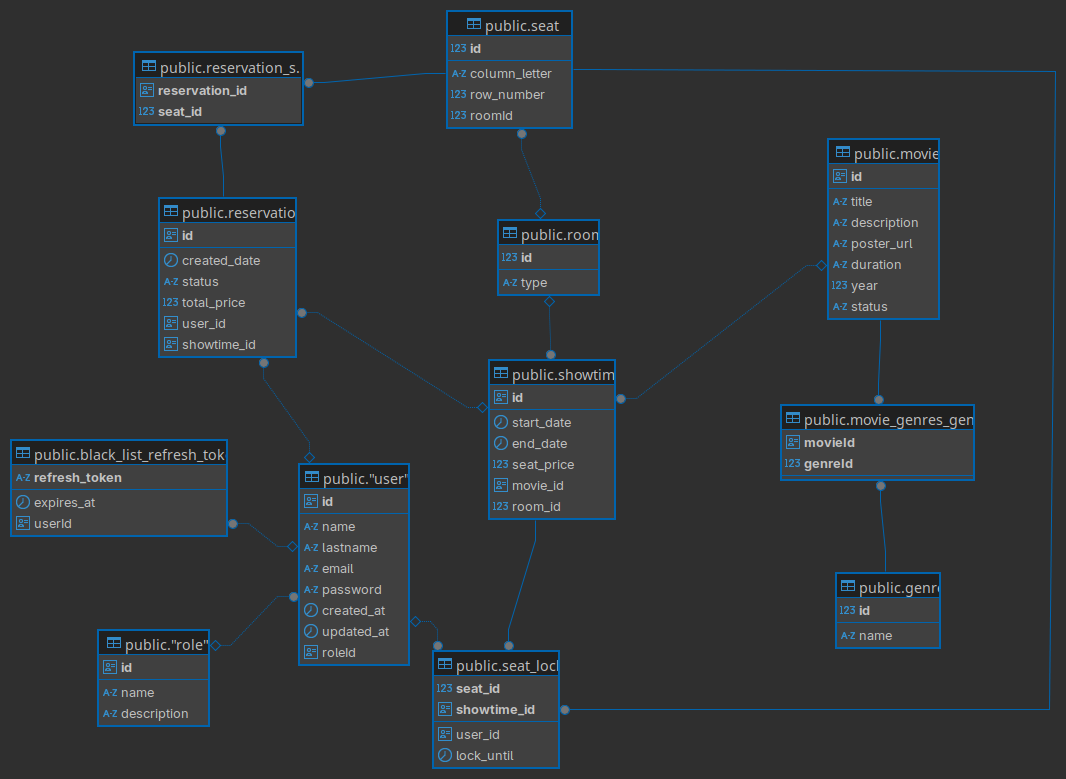 public.seat
123 id
A-Z column_letter
123 row_number
123 roomId
public.reservation_s.
reservation_id
123 seat_id
public.reservatio
id
created_date
A-Z status
123 total_price
user_id
showtime_id
public.room
123 id
A-Z type
public.movie
id
A-Z title
A-Z description
A-Z poster_url
A-Z duration
123 year
A-Z status
public.showtim
id
start_date
end_date
123 seat_price
movie_id
123 room_id
public.movie_genres_gen
movieId
123 genreId
public.black_list_refresh_tok
A-Z refresh_token
expires_at
userId
public."user"
id
A-Z name
A-Z lastname
A-Z email
A-Z password
created_at
updated_at
roleId
public.genre
123 id
A-Z name
public."role"
id
A-Z name
A-Z description
public.seat_lock
123 seat_id
showtime_id
user_id
lock_until